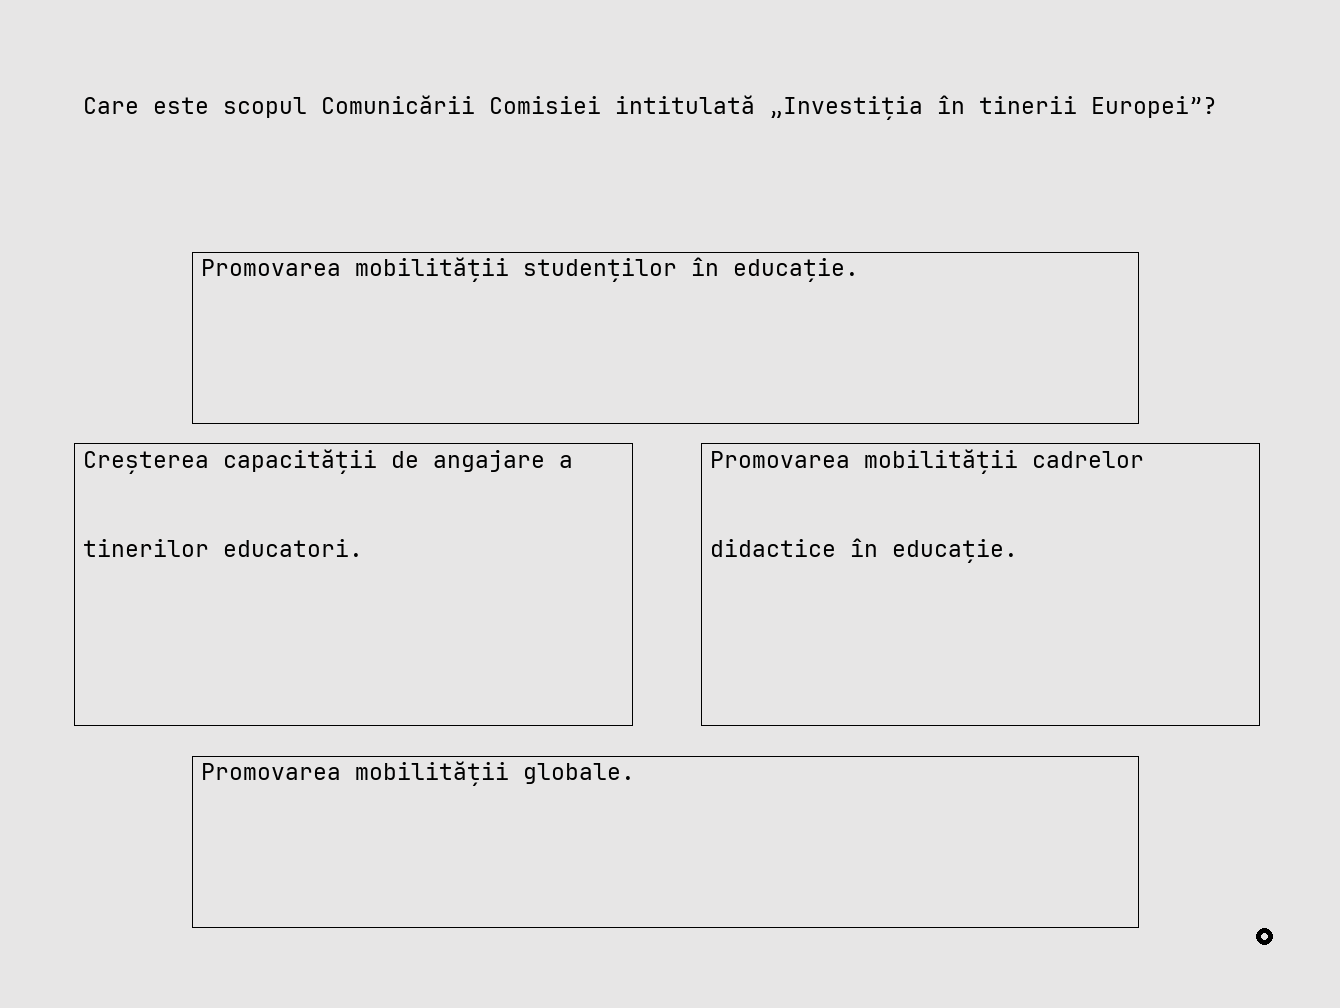 Care este scopul Comunicării Comisiei intitulată „Investiția în tinerii Europei”?
Promovarea mobilității studenților în educație.
Creșterea capacității de angajare a
tinerilor educatori.
Promovarea mobilității cadrelor
didactice în educație.
Promovarea mobilității globale.